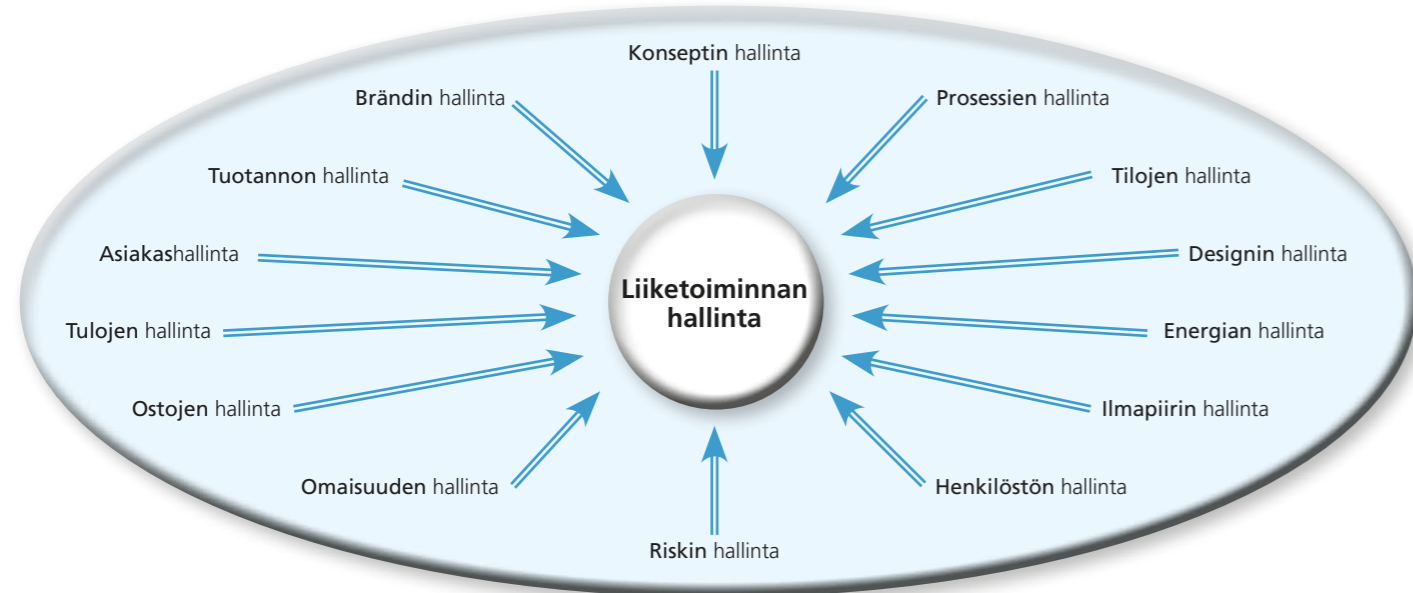 Konseptin hallinta
Brändin hallinta
Prosessien hallinta
Tuotannon hallinta
Tilojen hallinta
Asiakashallinta
Designin hallinta
Liiketoiminnan
hallinta
Tulojen hallinta
Energian hallinta
Ostojen hallinta
Ilmapiirin hallinta
Omaisuuden hallinta
Henkilöstön hallinta
Riskin hallinta